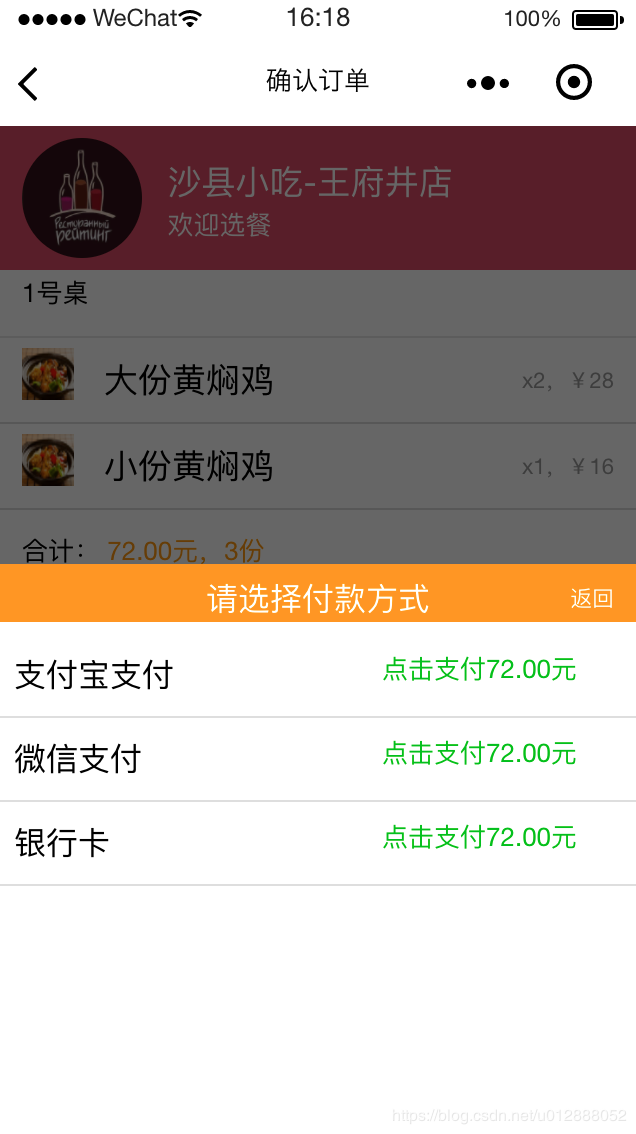 WeChat 16:18 100%
确认订单
Ресторанный
рейтинг
沙县小吃-王府井店
欢迎选餐
1号桌
大份黄焖鸡 x2，￥28
小份黄焖鸡 x1，￥16
合计： 72.00元，3份
请选择付款方式 返回
支付宝支付 点击支付72.00元
微信支付 点击支付72.00元
银行卡 点击支付72.00元
https://blog.csdn.net/u012888052